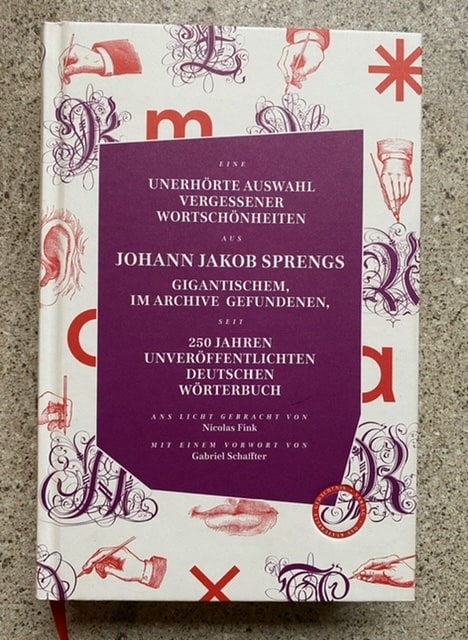 EINE
UNERHÖRTE AUSWAHL
VERGESSENER
WORTSCHÖNHEITEN
AUS
JOHANN JAKOB SPRENGS
GIGANTISCHEM,
IM ARCHIVE GEFUNDENEN,
SEIT
250 JAHREN
UNVERÖFFENTLICHTEN
DEUTSCHEN
WÖRTERBUCH
ANS LICHT GEBRACHT VON
Nicolas Fink
MIT EINEM VORWORT VON
Gabriel Schaffter
m
a